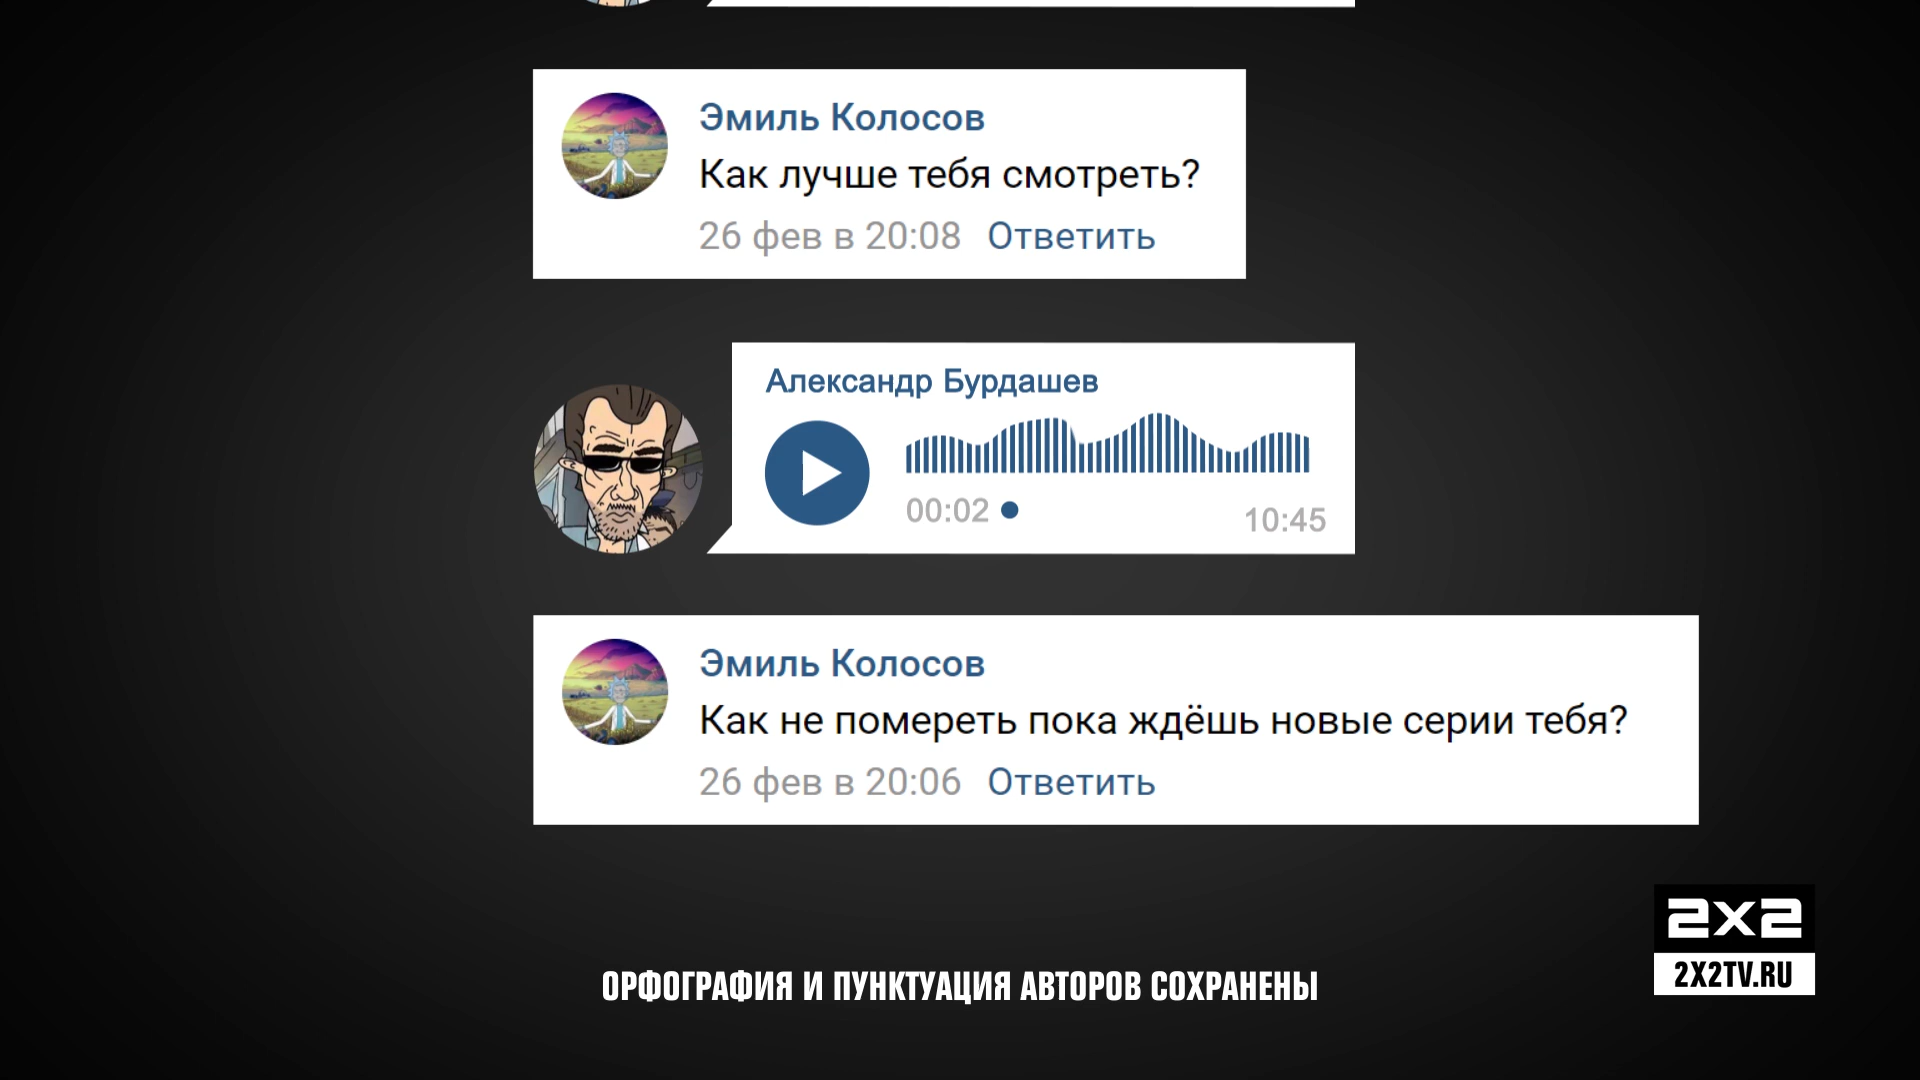 Эмиль Колосов
Как лучше тебя смотреть?
26 фев в 20:08 Ответить
Александр Бурдашев
00:02
10:45
Эмиль Колосов
Как не помереть пока ждёшь новые серии тебя?
26 фев в 20:06 Ответить
2x2
2X2TV.RU
ОРФОГРАФИЯ И ПУНКТУАЦИЯ АВТОРОВ СОХРАНЕНЫ